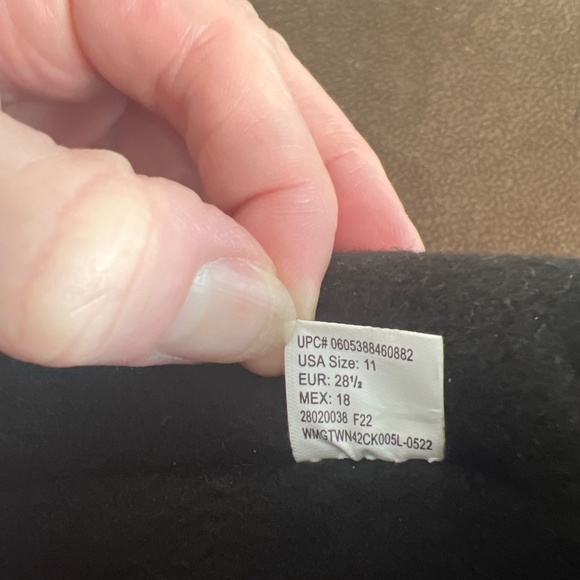 UPC# 0605388460882
USA Size: 11
EUR: 28½
MEX: 18
28020038 F22
WMGTWN42CK005L-0522